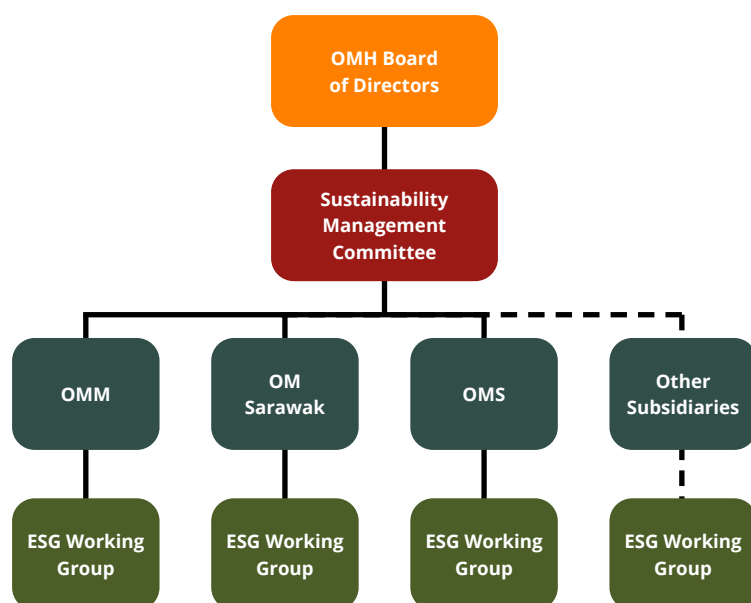 OMH Board
of Directors
Sustainability
Management
Committee
OMM
OM
Sarawak
OMS
Other
Subsidiaries
ESG Working
Group
ESG Working
Group
ESG Working
Group
ESG Working
Group